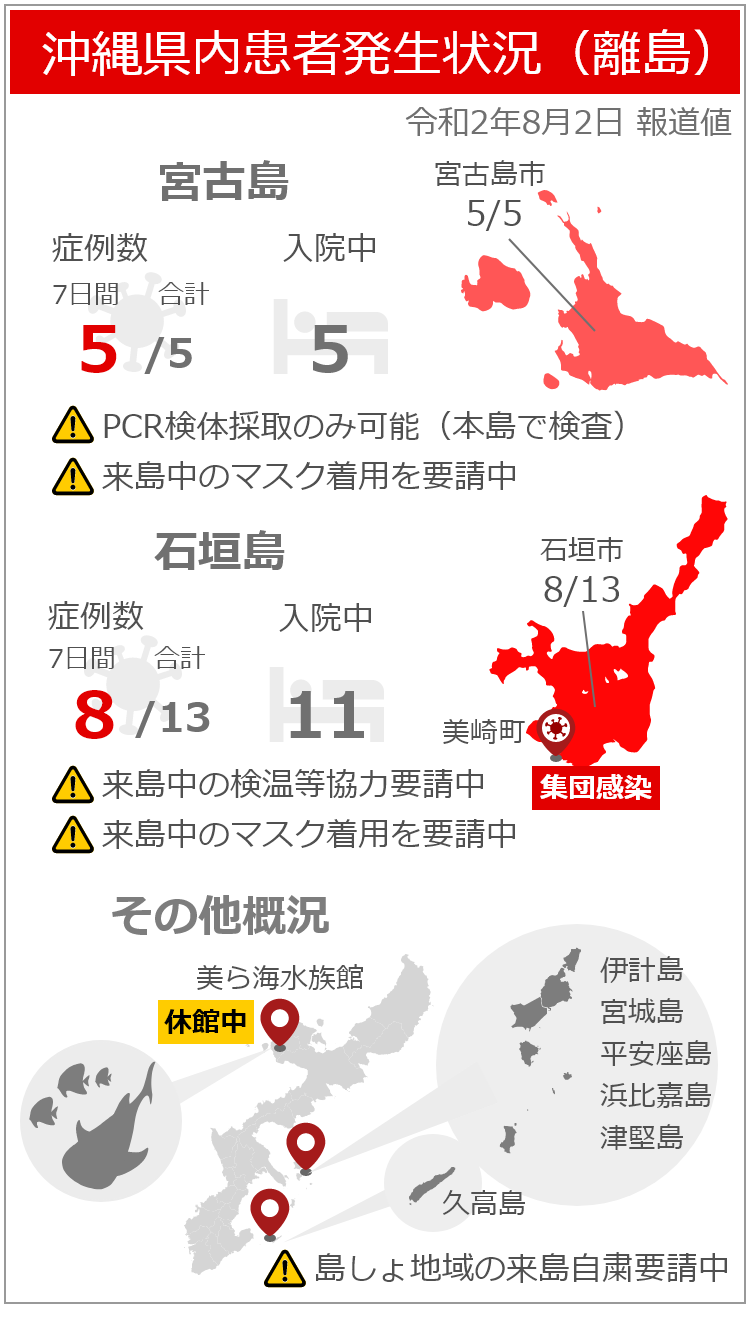 沖縄県内患者発生状況（離島）
令和2年8月2日 報道値
宮古島
宮古島市
5/5
症例数
入院中
7日間
合計
5
/5
5
PCR検体採取のみ可能（本島で検査）
来島中のマスク着用を要請中
石垣島
石垣市
8/13
症例数
入院中
7日間
合計
8
/13
11
美崎町
集団感染
来島中の検温等協力要請中
来島中のマスク着用を要請中
その他概況
美ら海水族館
休館中
伊計島
宮城島
平安座島
浜比嘉島
津堅島
久高島
島しょ地域の来島自粛要請中